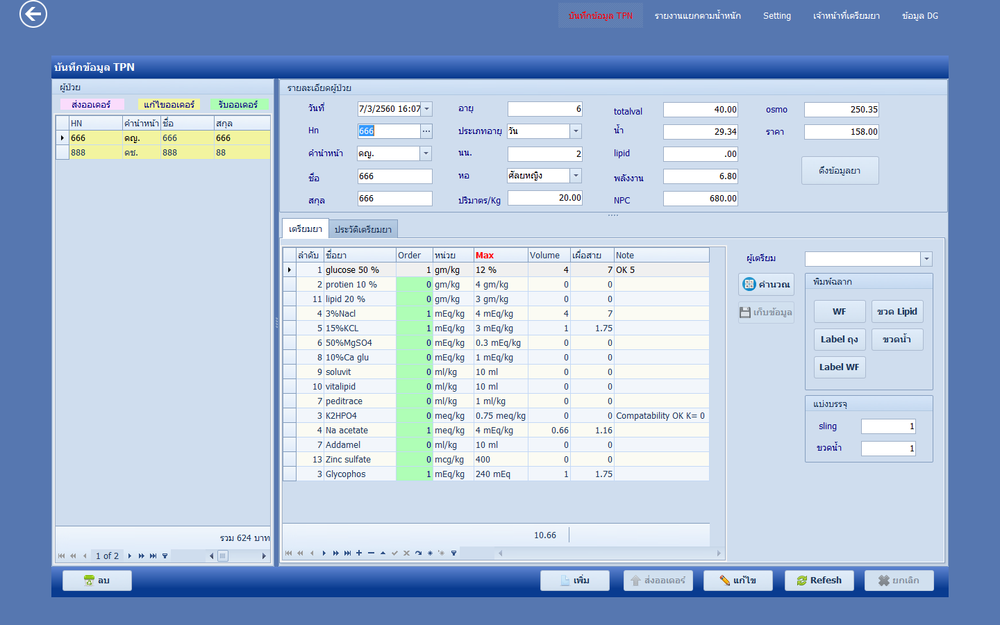 บันทึกข้อมูล TPN รายงานแยกตามน้ำหนัก Setting เจ้าหน้าที่เตรียมยา ข้อมูล DG
บันทึกข้อมูล TPN
ผู้ป่วย
ส่งออเดอร์ แก้ไขออเดอร์ รับออเดอร์
HN คำนำหน้า ชื่อ สกุล
666 ดญ. 666 666
888 ดช. 888 88
รวม 624 บาท
1 of 2
รายละเอียดผู้ป่วย
วันที่ 7/3/2560 16:07 อายุ 6 totalval 40.00 osmo 250.35
Hn 666 ประเภทอายุ วัน น้ำ 29.34 ราคา 158.00
คำนำหน้า ดญ. นน. 2 lipid .00
ชื่อ 666 หอ ศัลยหญิง พลังงาน 6.80 ดึงข้อมูลยา
สกุล 666 ปริมาตร/Kg 20.00 NPC 680.00
เตรียมยา ประวัติเตรียมยา
ลำดับ ชื่อยา Order หน่วย Max Volume เผื่อสาย Note
1 glucose 50 % 1 gm/kg 12 % 4 7 OK 5
2 protien 10 % 0 gm/kg 4 gm/kg 0 0
11 lipid 20 % 0 gm/kg 3 gm/kg 0 0
4 3%Nacl 1 mEq/kg 4 mEq/kg 4 7
5 15%KCL 1 mEq/kg 3 mEq/kg 1 1.75
6 50%MgSO4 0 mEq/kg 0.3 mEq/kg 0 0
8 10%Ca glu 0 mEq/kg 1 mEq/kg 0 0
9 soluvit 0 ml/kg 10 ml 0 0
10 vitalipid 0 ml/kg 10 ml 0 0
7 peditrace 0 ml/kg 1 ml/kg 0 0
3 K2HPO4 0 meq/kg 0.75 meq/kg 0 0 Compatability OK K= 0
4 Na acetate 1 meq/kg 4 mEq/kg 0.66 1.16
7 Addamel 0 ml/kg 10 ml 0 0
13 Zinc sulfate 0 mcg/kg 400 0 0
3 Glycophos 1 mEq/kg 240 mEq 1 1.75
10.66
ผู้เตรียม
คำนวณ
เก็บข้อมูล
พิมพ์ฉลาก
WF ขวด Lipid
Label ถุง ขวดน้ำ
Label WF
แบ่งบรรจุ
sling 1
ขวดน้ำ 1
ลบ เพิ่ม ส่งออเดอร์ แก้ไข Refesh ยกเลิก